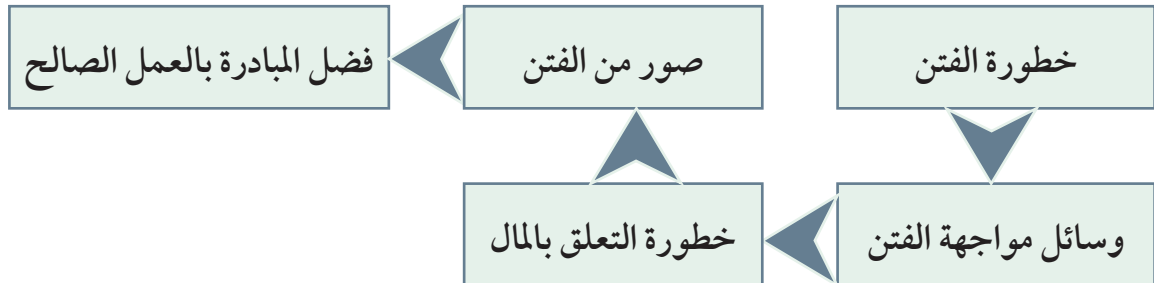 خطورة الفتن
صور من الفتن
فضل المبادرة بالعمل الصالح
وسائل مواجهة الفتن
خطورة التعلق بالمال